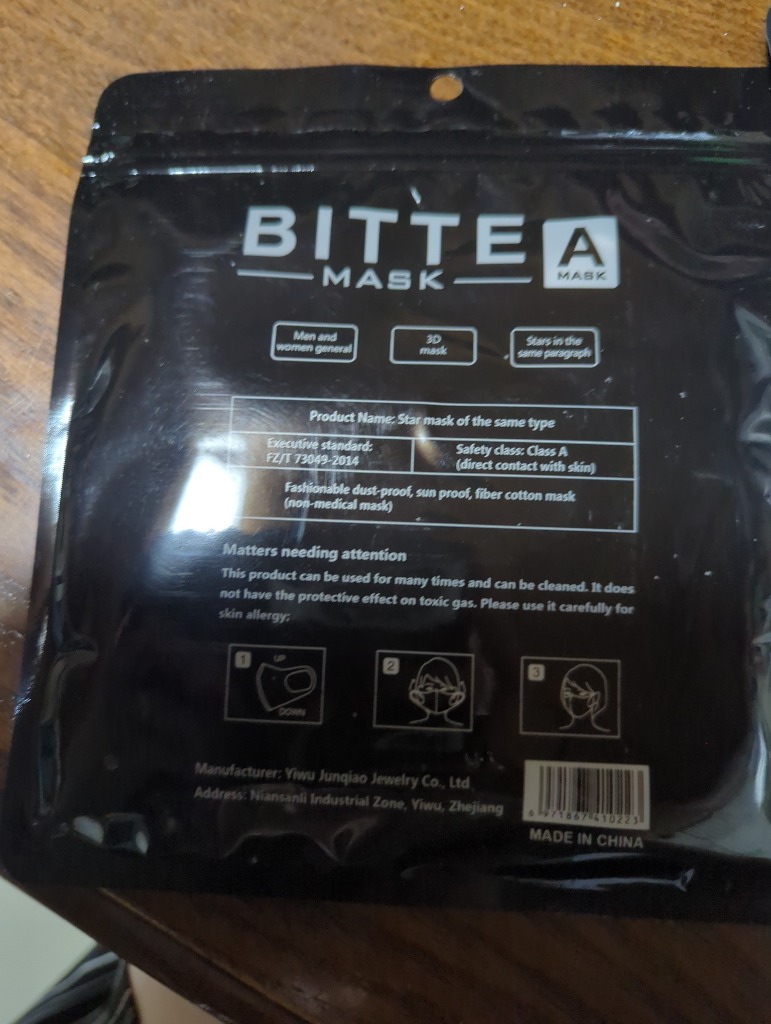 BITTE A
MASK MASK
Men and
women general
3D
mask
Stars in the
same paragraph
Product Name: Star mask of the same type
Executive standard:
FZ/T 73049-2014
Safety class: Class A
(direct contact with skin)
Fashionable dust-proof, sun proof, fiber cotton mask
(non-medical mask)
Matters needing attention
This product can be used for many times and can be cleaned. It does
not have the protective effect on toxic gas. Please use it carefully for
skin allergy;
1
UP
DOWN
2
3
Manufacturer: Yiwu Junqiao Jewelry Co., Ltd
Address: Niansanli Industrial Zone, Yiwu, Zhejiang
6 971867 410223
MADE IN CHINA